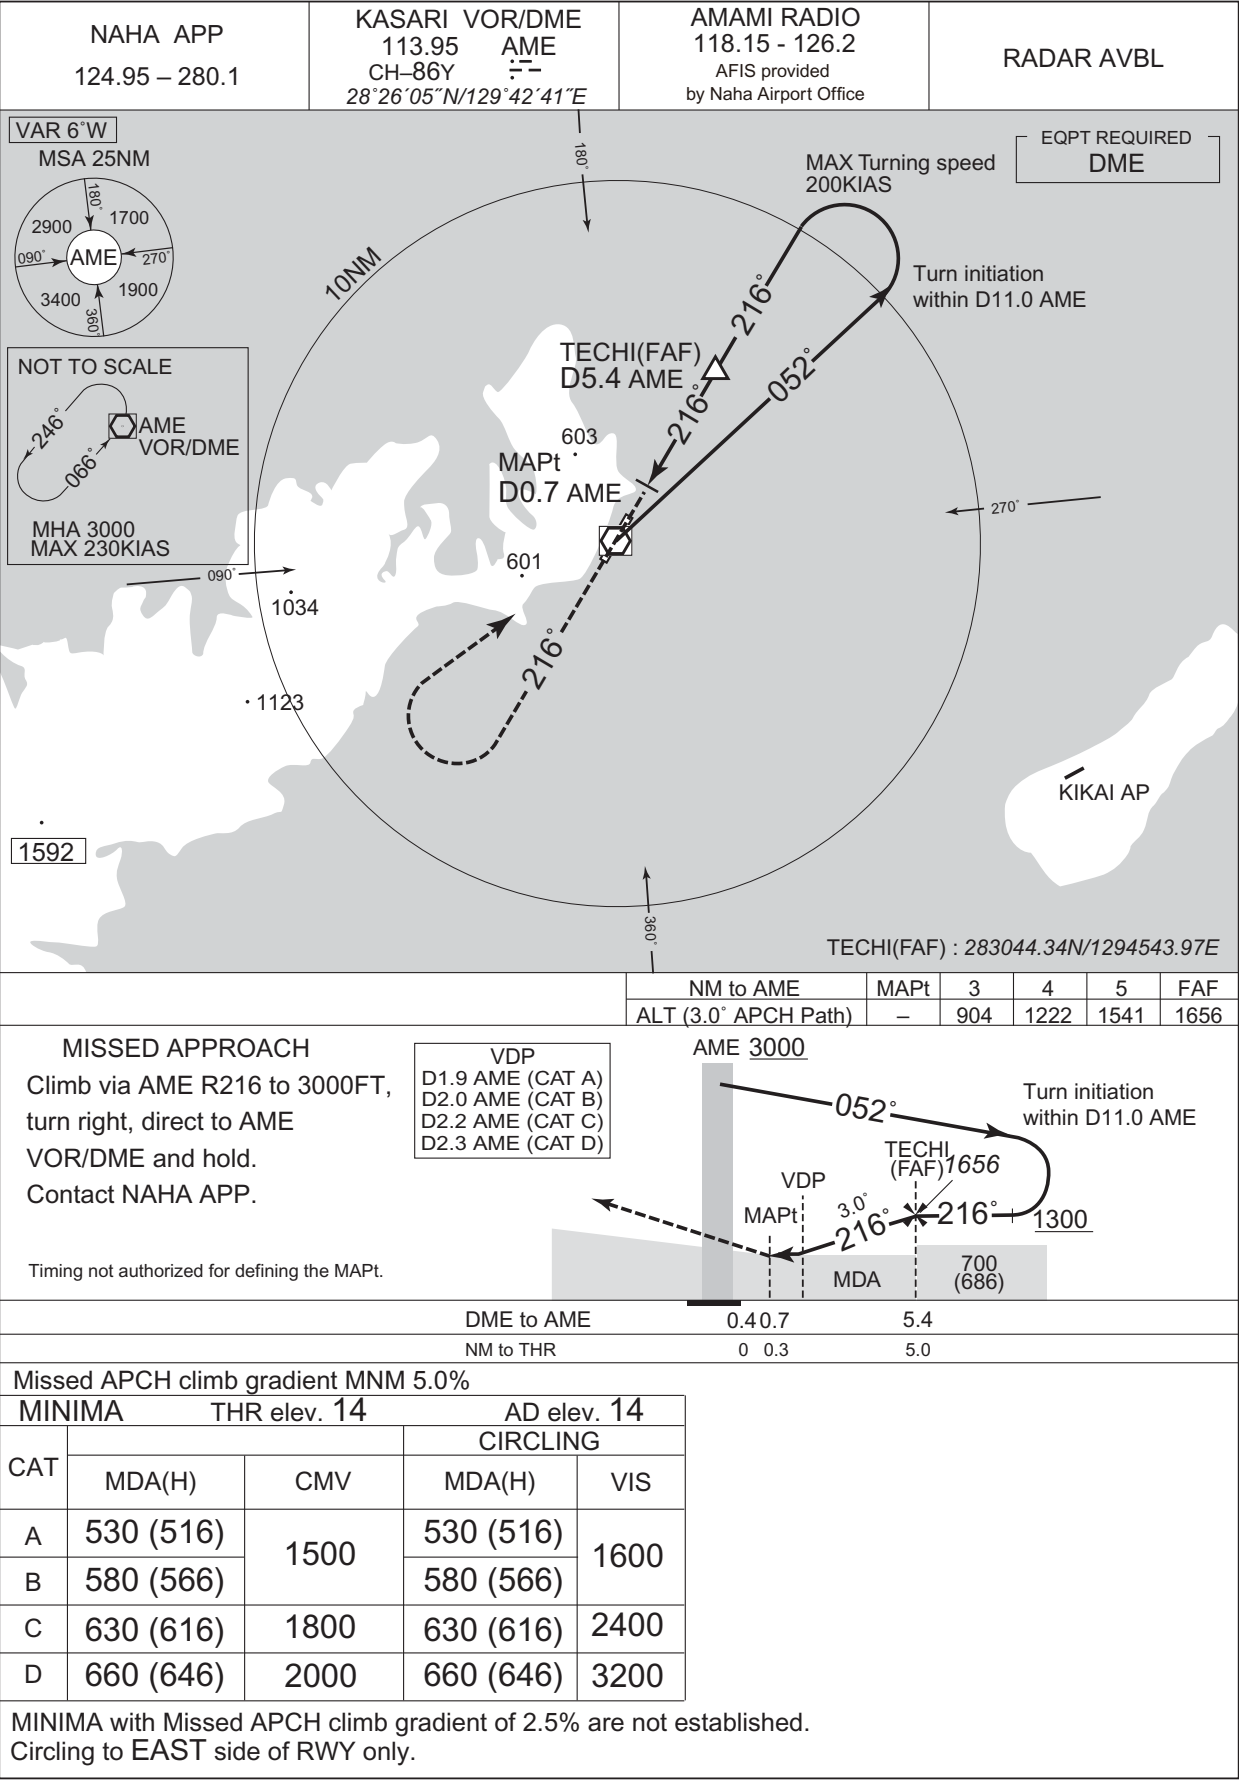 NAHA APP
124.95 – 280.1
KASARI VOR/DME
113.95 AME
CH–86Y
28°26´05˝N/129°42´41˝E
AMAMI RADIO
118.15 - 126.2
AFIS provided
by Naha Airport Office
RADAR AVBL
VAR 6°W
MSA 25NM
180°
2900
1700
090°
AME
270°
3400
1900
360°
180°
MAX Turning speed
200KIAS
EQPT REQUIRED
DME
10NM
Turn initiation
within D11.0 AME
216°
NOT TO SCALE
246°
066°
AME
VOR/DME
MHA 3000
MAX 230KIAS
TECHI(FAF)
D5.4 AME
052°
216°
603
MAPt
D0.7 AME
270°
601
090°
1034
216°
1123
KIKAI AP
1592
360°
TECHI(FAF) : 283044.34N/1294543.97E
NM to AME MAPt 3 4 5 FAF
ALT (3.0° APCH Path) – 904 1222 1541 1656
MISSED APPROACH
Climb via AME R216 to 3000FT,
turn right, direct to AME
VOR/DME and hold.
Contact NAHA APP.
Timing not authorized for defining the MAPt.
VDP
D1.9 AME (CAT A)
D2.0 AME (CAT B)
D2.2 AME (CAT C)
D2.3 AME (CAT D)
AME 3000
052°
Turn initiation
within D11.0 AME
TECHI
(FAF) 1656
VDP
MAPt
3.0°
216°
216°
1300
MDA
700
(686)
DME to AME 0.4 0.7 5.4
NM to THR 0 0.3 5.0
Missed APCH climb gradient MNM 5.0%
MINIMA THR elev. 14 AD elev. 14
CAT
CIRCLING
MDA(H) CMV MDA(H) VIS
A 530 (516) 1500 530 (516) 1600
B 580 (566) 580 (566)
C 630 (616) 1800 630 (616) 2400
D 660 (646) 2000 660 (646) 3200
MINIMA with Missed APCH climb gradient of 2.5% are not established.
Circling to EAST side of RWY only.